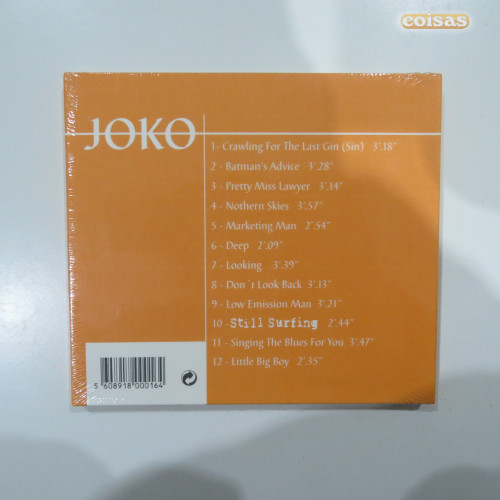 coisas
JOKO
1- Crawling For The Last Gin (Sin) 3'.18"
2 - Batman's Advice 3'.28"
3 - Pretty Miss Lawyer 3'.14"
4 - Nothern Skies 3'.57"
5 - Marketing Man 2'.54"
6 - Deep 2'.09"
7 - Looking 3'.39"
8 - Don´t Look Back 3'.13"
9 - Low Emission Man 3'.21"
10 - Still Surfing 2'.44"
11 - Singing The Blues For You 3'.47"
12 - Little Big Boy 2'.35"
5 608918 000164